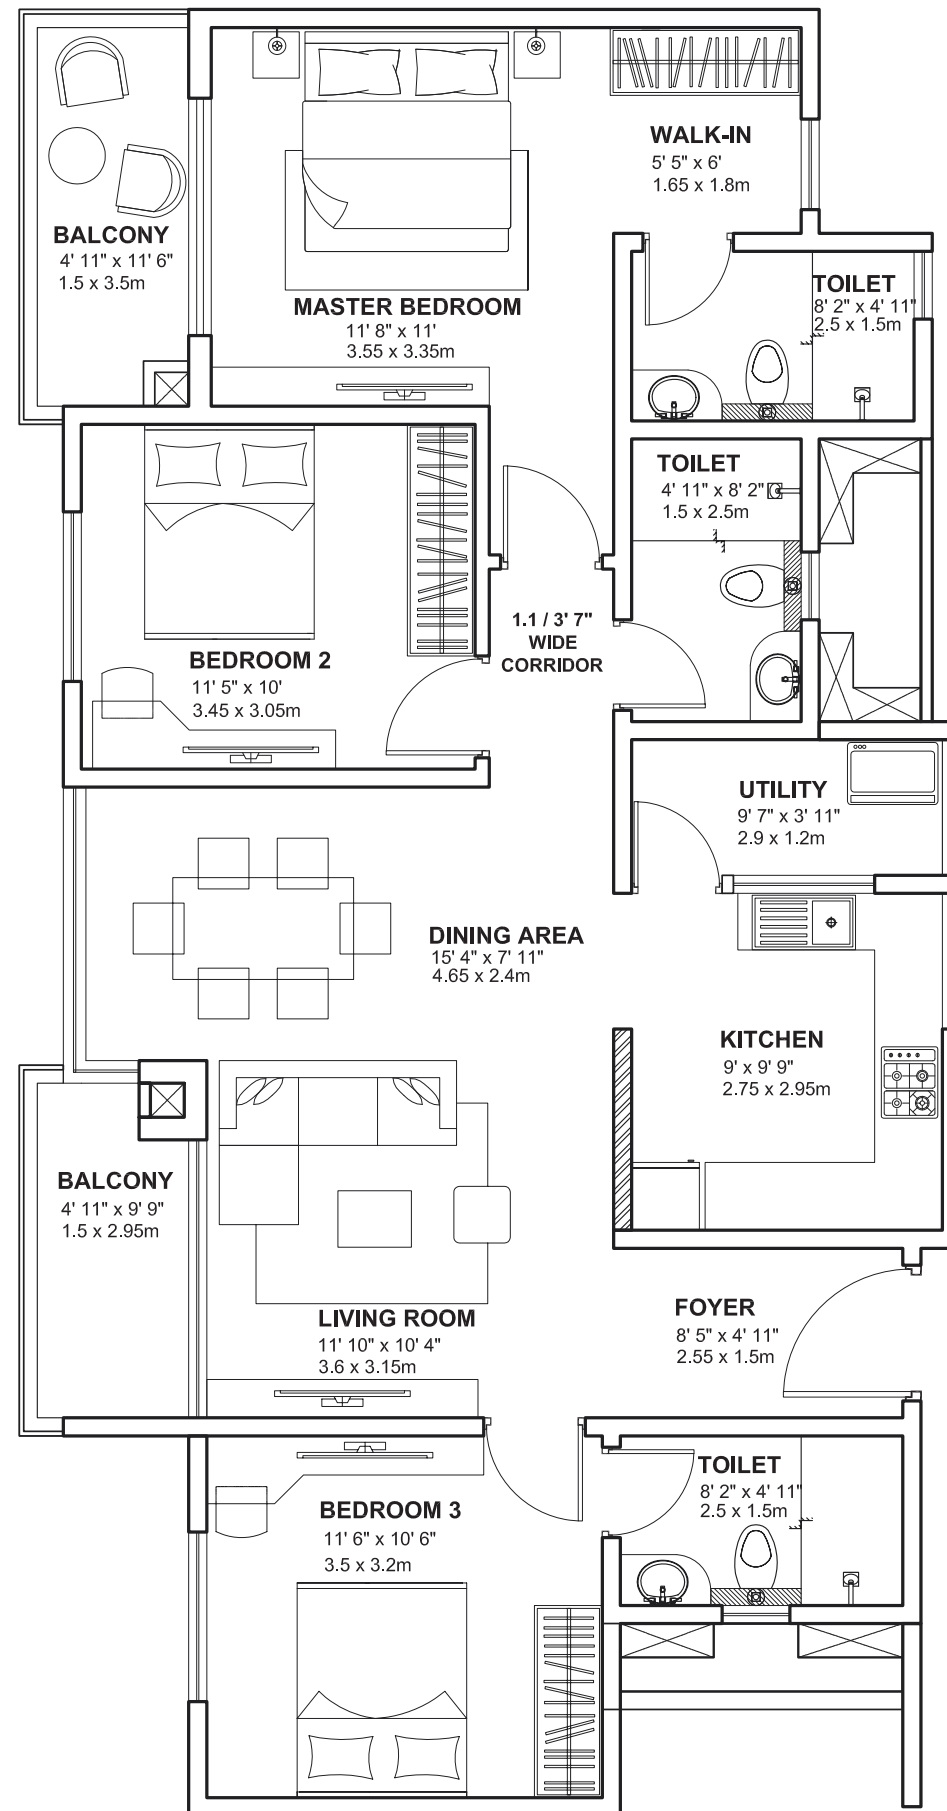 WALK-IN
5' 5" x 6'
1.65 x 1.8m
BALCONY
4' 11" x 11' 6"
1.5 x 3.5m
MASTER BEDROOM
11' 8" x 11'
3.55 x 3.35m
TOILET
8' 2" x 4' 11"
2.5 x 1.5m
TOILET
4' 11" x 8' 2"
1.5 x 2.5m
1.1 / 3' 7"
WIDE
CORRIDOR
BEDROOM 2
11' 5" x 10'
3.45 x 3.05m
UTILITY
9' 7" x 3' 11"
2.9 x 1.2m
DINING AREA
15' 4" x 7' 11"
4.65 x 2.4m
KITCHEN
9' x 9' 9"
2.75 x 2.95m
BALCONY
4' 11" x 9' 9"
1.5 x 2.95m
LIVING ROOM
11' 10" x 10' 4"
3.6 x 3.15m
FOYER
8' 5" x 4' 11"
2.55 x 1.5m
TOILET
8' 2" x 4' 11"
2.5 x 1.5m
BEDROOM 3
11' 6" x 10' 6"
3.5 x 3.2m